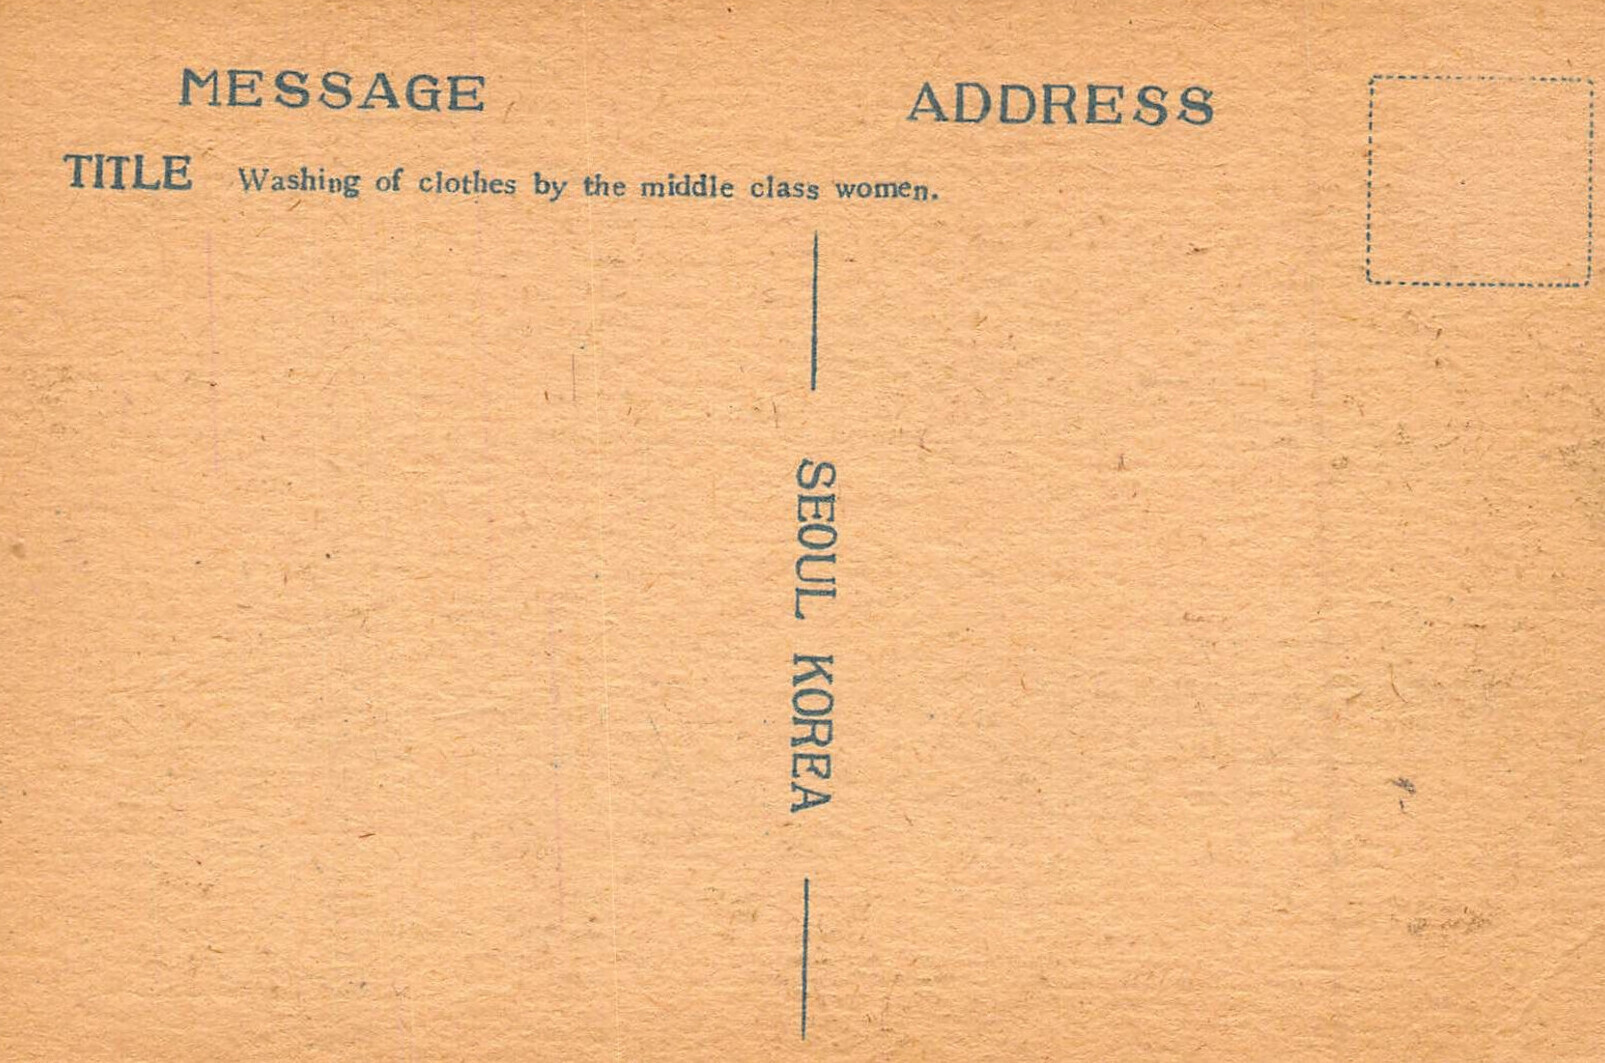 MESSAGE
ADDRESS
TITLE Washing of clothes by the middle class women.
SEOUL KOREA